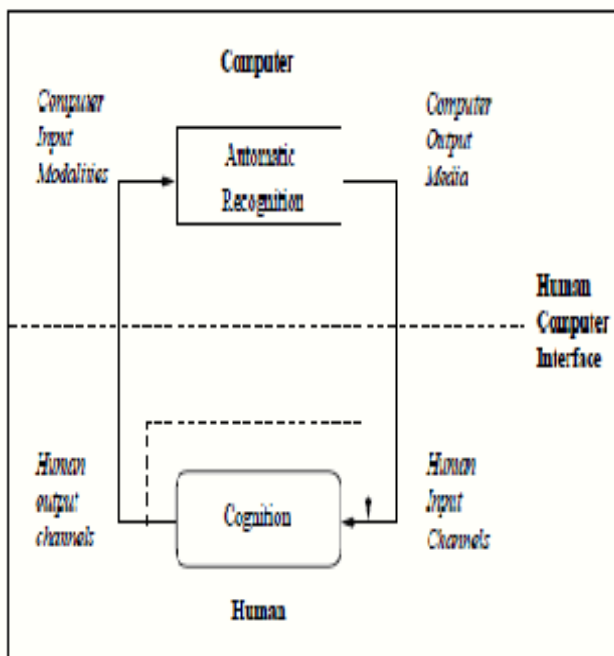 Computer
Computer
Input
Modalities
Automatic
Recognition
Computer
Output
Media
Human
Computer
Interface
Human
output
channels
Cognition
Human
Input
Channels
Human